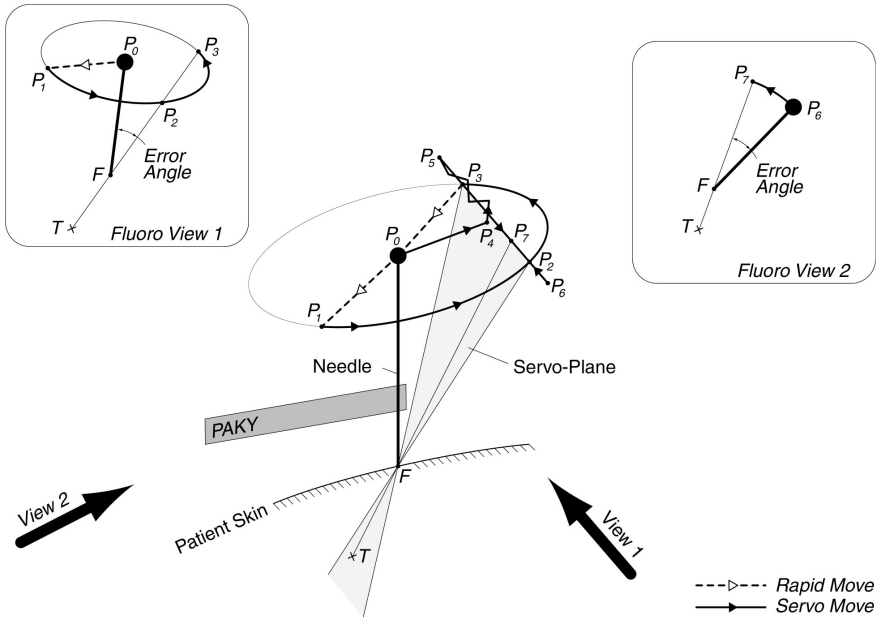 P0
P3
P1
P2
F
Error
Angle
T
Fluoro View 1
P7
P6
F
Error
Angle
T
Fluoro View 2
P5
P3
P0
P4
P7
P2
P6
P1
Needle
Servo-Plane
PAKY
F
View 2
Patient Skin
T
View 1
Rapid Move
Servo Move